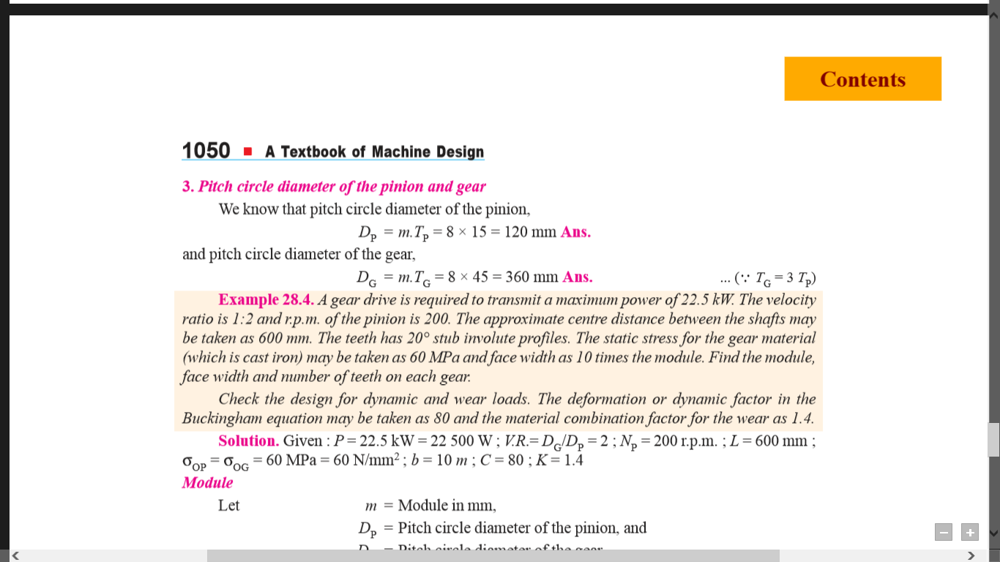 Contents
1050 ■ A Textbook of Machine Design
3. Pitch circle diameter of the pinion and gear
We know that pitch circle diameter of the pinion,
D_P = m.T_P = 8 × 15 = 120 mm Ans.
and pitch circle diameter of the gear,
D_G = m.T_G = 8 × 45 = 360 mm Ans. ... (∵ T_G = 3 T_P)
Example 28.4. A gear drive is required to transmit a maximum power of 22.5 kW. The velocity
ratio is 1:2 and r.p.m. of the pinion is 200. The approximate centre distance between the shafts may
be taken as 600 mm. The teeth has 20° stub involute profiles. The static stress for the gear material
(which is cast iron) may be taken as 60 MPa and face width as 10 times the module. Find the module,
face width and number of teeth on each gear.
Check the design for dynamic and wear loads. The deformation or dynamic factor in the
Buckingham equation may be taken as 80 and the material combination factor for the wear as 1.4.
Solution. Given : P = 22.5 kW = 22 500 W ; V.R.= D_G/D_P = 2 ; N_P = 200 r.p.m. ; L = 600 mm ;
σ_OP = σ_OG = 60 MPa = 60 N/mm² ; b = 10 m ; C = 80 ; K = 1.4
Module
Let m = Module in mm,
D_P = Pitch circle diameter of the pinion, and
= Pitch circle diameter of the gear